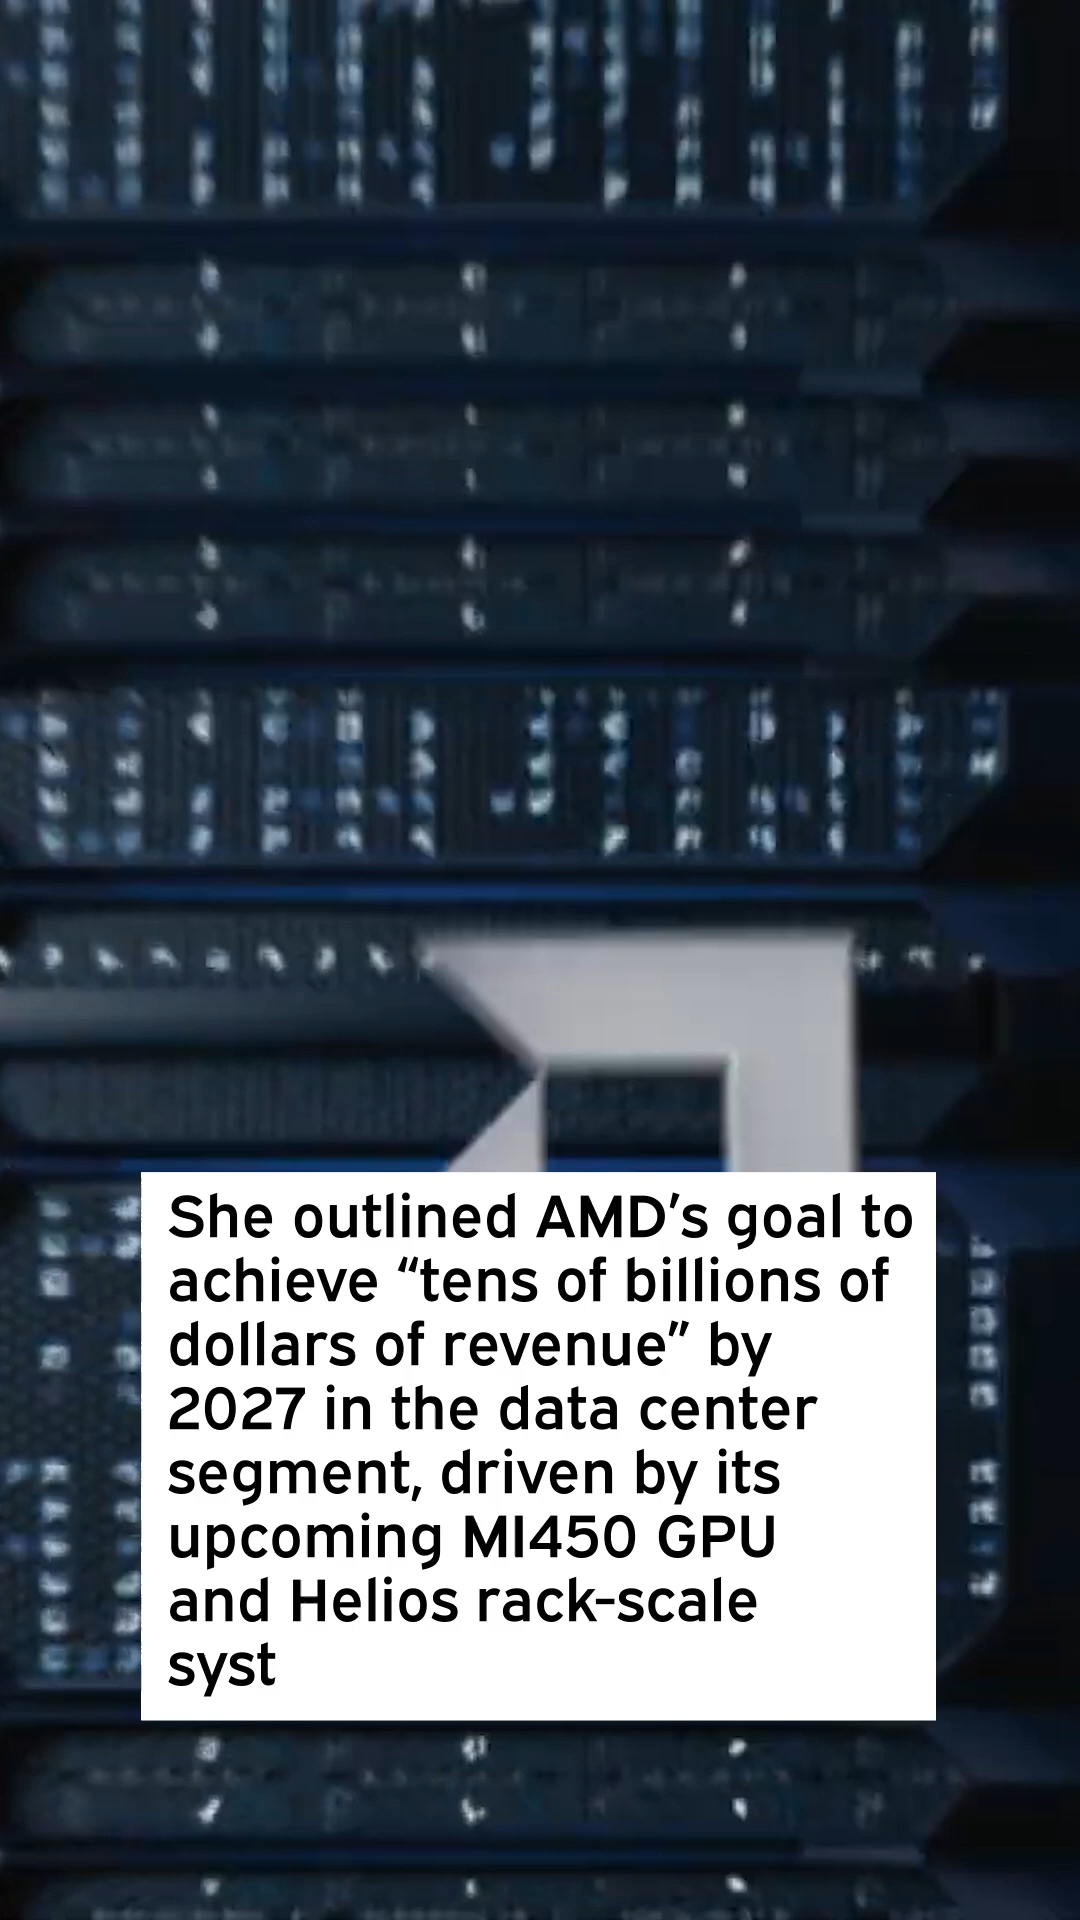 She outlined AMD’s goal to
achieve “tens of billions of
dollars of revenue” by
2027 in the data center
segment, driven by its
upcoming MI450 GPU
and Helios rack-scale
syst